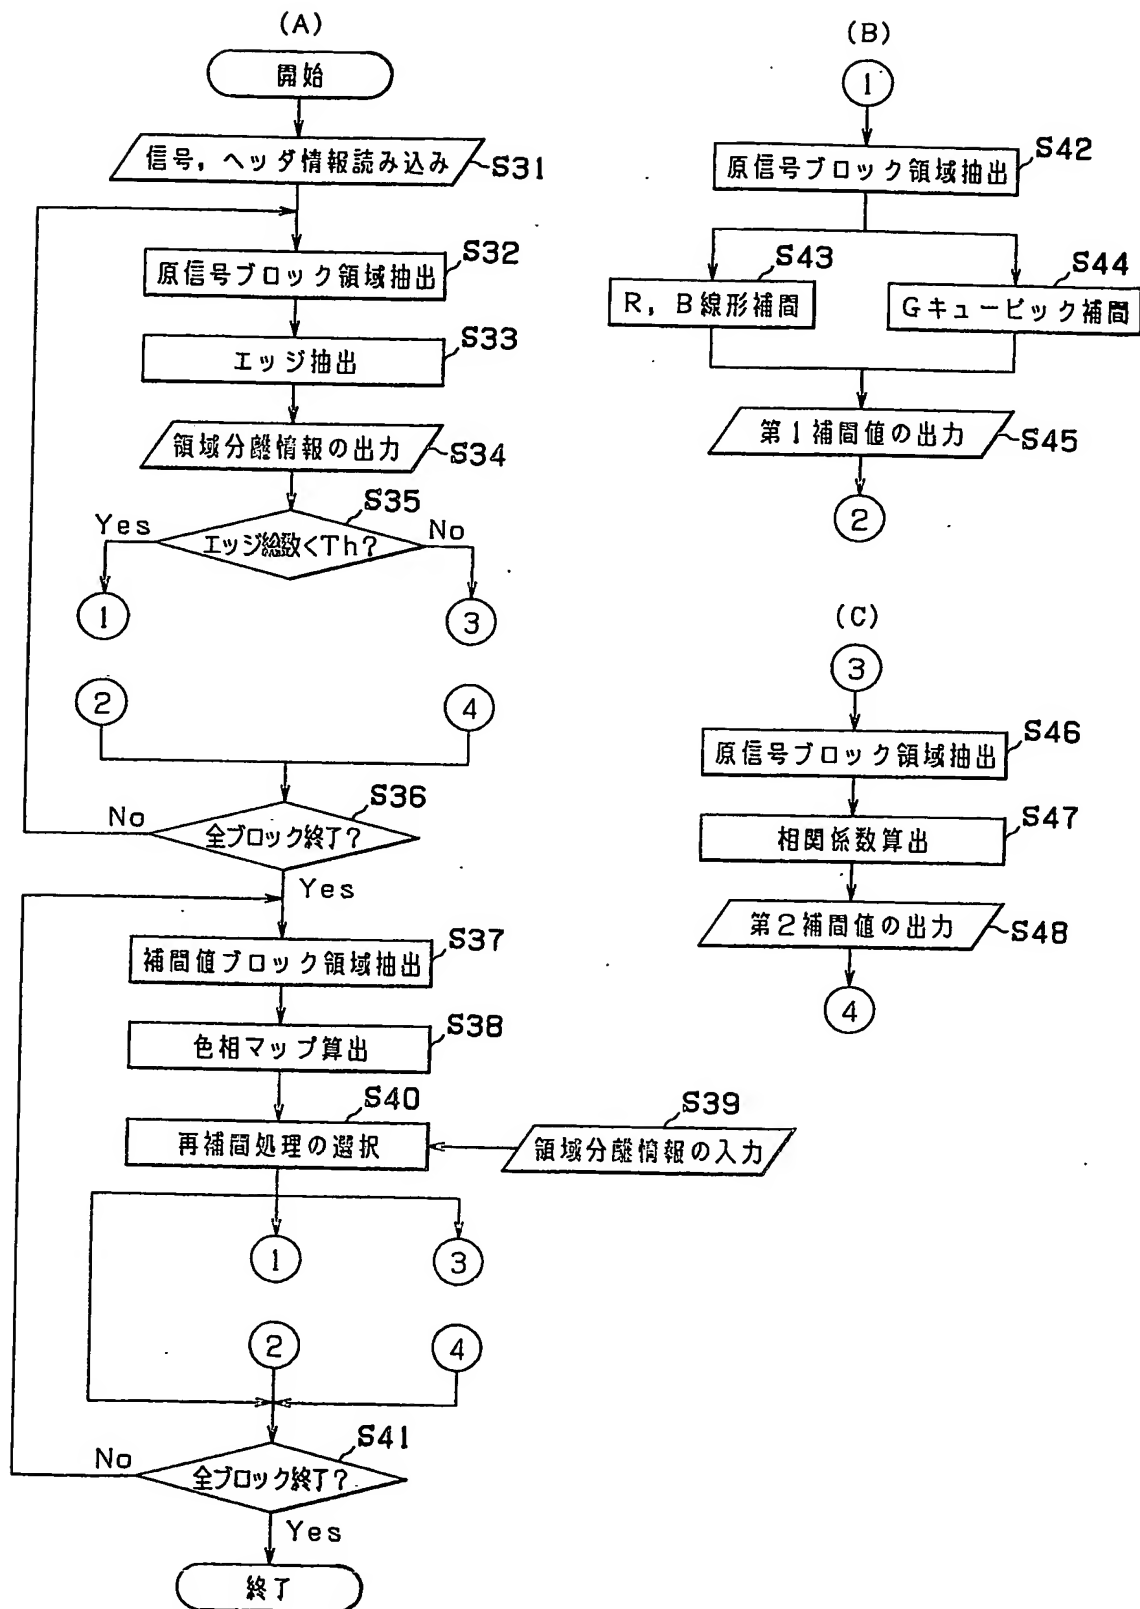 (A)
開始
信号，ヘッダ情報読み込み
S31
原信号ブロック領域抽出
S32
エッジ抽出
S33
領域分離情報の出力
S34
S35
Yes
エッジ総数<Th?
No
1
3
2
4
S36
No
全ブロック終了?
Yes
補間値ブロック領域抽出
S37
色相マップ算出
S38
S40
再補間処理の選択
S39
領域分離情報の入力
1
3
2
4
S41
No
全ブロック終了?
Yes
終了
(B)
1
原信号ブロック領域抽出
S42
S43
R，B線形補間
S44
Gキュービック補間
第1補間値の出力
S45
2
(C)
3
原信号ブロック領域抽出
S46
相関係数算出
S47
第2補間値の出力
S48
4